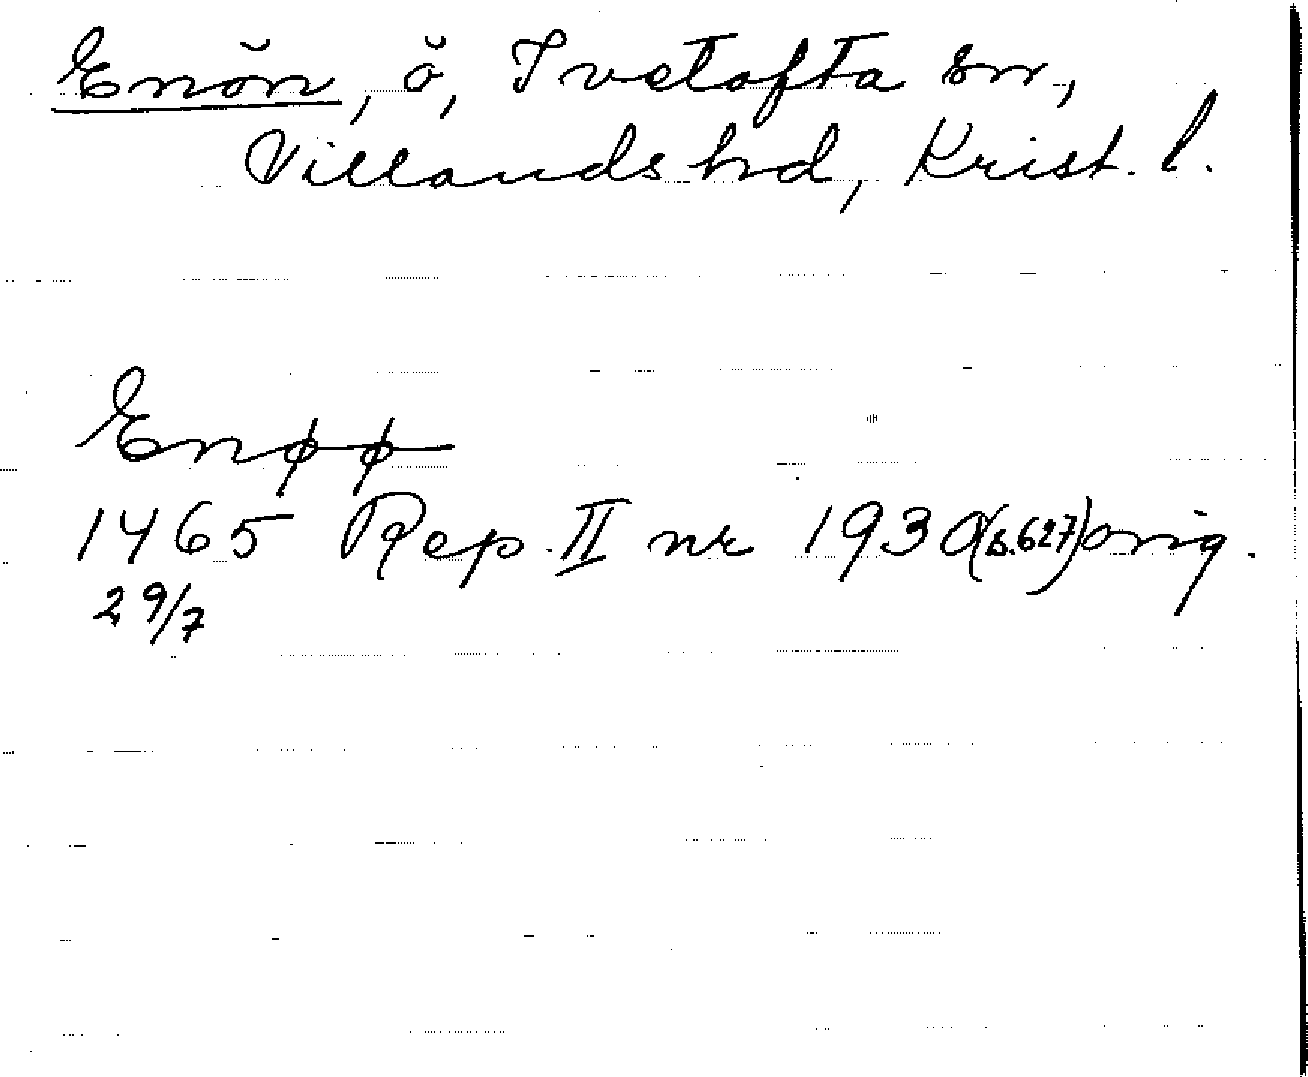 Enön, ö, Ivetofta sn,
Villands hd, Krist. l.
Enøø
1465 Rep. II nr 1930 (s.627) orig.
29/7